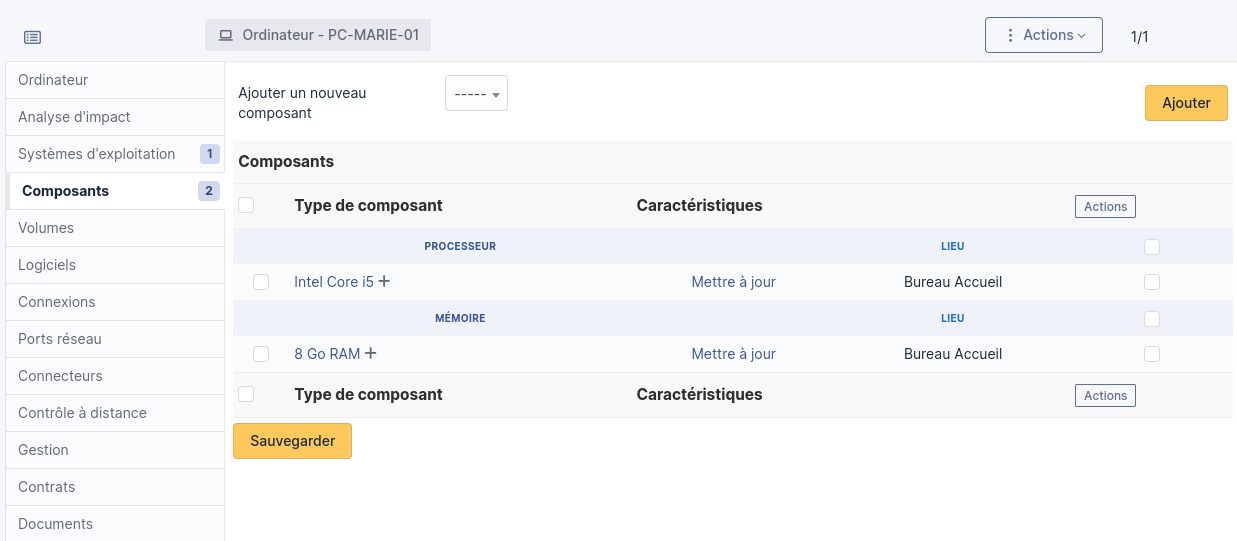 Ordinateur - PC-MARIE-01
Actions
1/1
Ordinateur
Analyse d'impact
Systèmes d'exploitation 1
Composants 2
Volumes
Logiciels
Connexions
Ports réseau
Connecteurs
Contrôle à distance
Gestion
Contrats
Documents
Ajouter un nouveau
composant
-----
Ajouter
Composants
Type de composant Caractéristiques Actions
PROCESSEUR LIEU
Intel Core i5 + Mettre à jour Bureau Accueil
MÉMOIRE LIEU
8 Go RAM + Mettre à jour Bureau Accueil
Type de composant Caractéristiques Actions
Sauvegarder